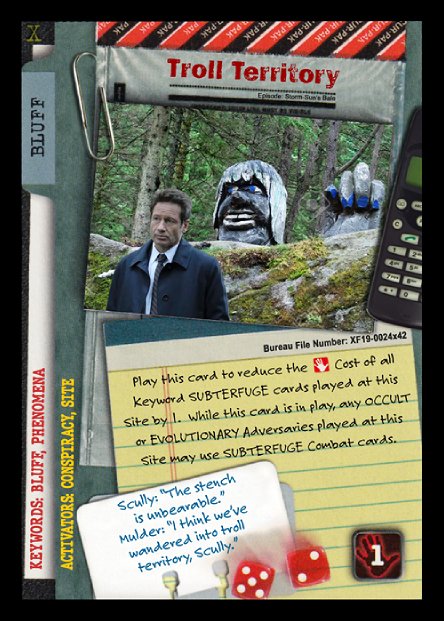 X
BLUFF
KEYWORDS: BLUFF, PHENOMENA
ACTIVATORS: CONSPIRACY, SITE
Troll Territory
Episode: Storm-Sue's Bale
Bureau File Number: XF19-0024x42
Play this card to reduce the Cost of all
Keyword SUBTERFUGE cards played at this
Site by 1. While this card is in play, any OCCULT
or EVOLUTIONARY Adversaries played at this
Site may use SUBTERFUGE Combat cards.
Scully: "The stench
is unbearable."
Mulder: "I think we've
wandered into troll
territory, Scully."
1